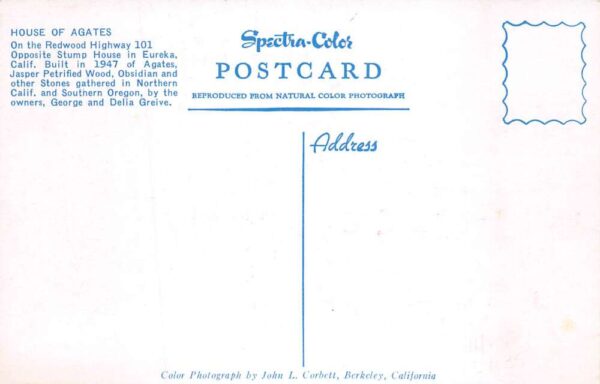 HOUSE OF AGATES
On the Redwood Highway 101
Opposite Stump House in Eureka,
Calif. Built in 1947 of Agates,
Jasper Petrified Wood, Obsidian and
other Stones gathered in Northern
Calif. and Southern Oregon, by the
owners, George and Delia Greive.
Spectra-Color
POSTCARD
REPRODUCED FROM NATURAL COLOR PHOTOGRAPH
Address
Color Photograph by John L. Corbett, Berkeley, California